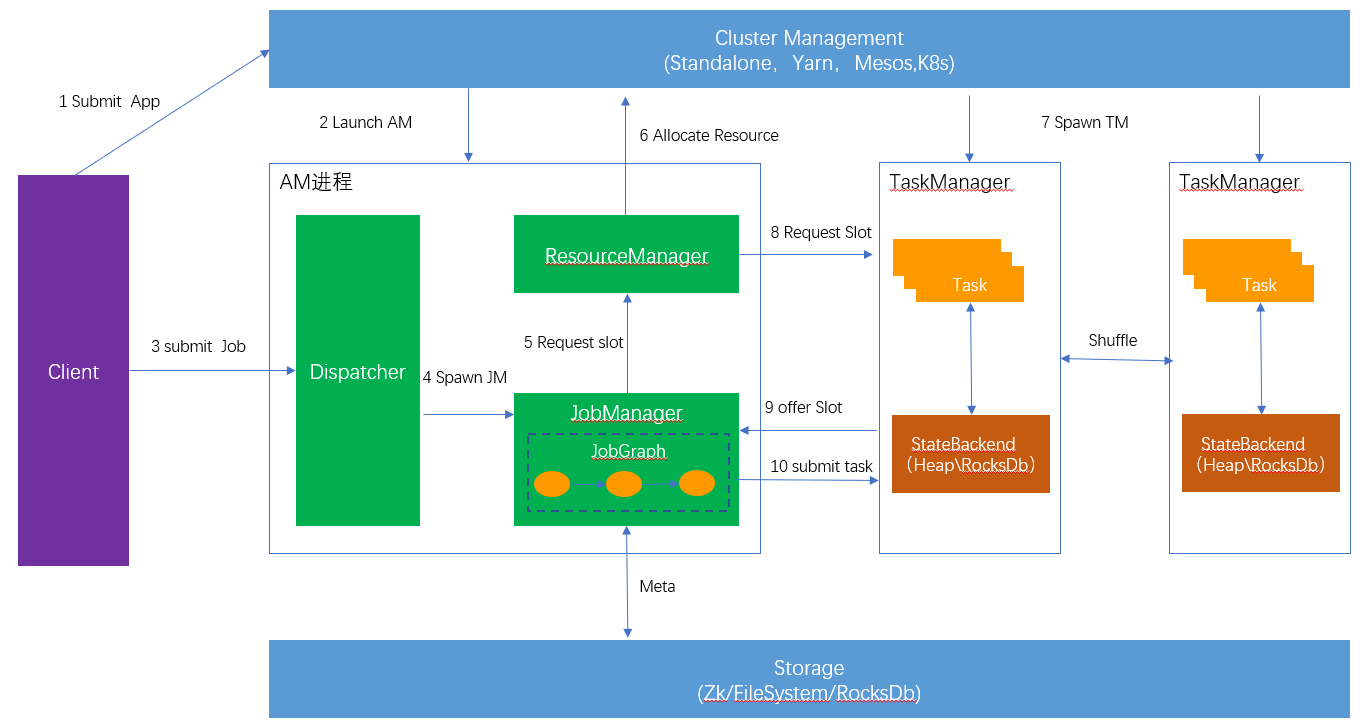 Cluster Management
(Standalone， Yarn， Mesos,K8s)
1 Submit App
2 Launch AM
6 Allocate Resource
7 Spawn TM
AM进程
TaskManager
TaskManager
ResourceManager
8 Request Slot
Task
Task
3 submit Job
5 Request slot
Shuffle
Client
Dispatcher
4 Spawn JM
JobManager
9 offer Slot
JobGraph
StateBackend
（Heap\RocksDb）
StateBackend
（Heap\RocksDb）
10 submit task
Meta
Storage
(Zk/FileSystem/RocksDb)